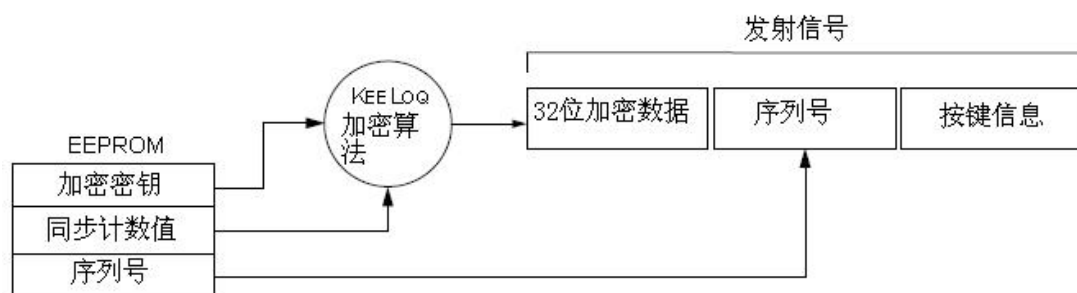 发射信号
KEELOQ
加密算
法
32位加密数据
序列号
按键信息
EEPROM
加密密钥
同步计数值
序列号